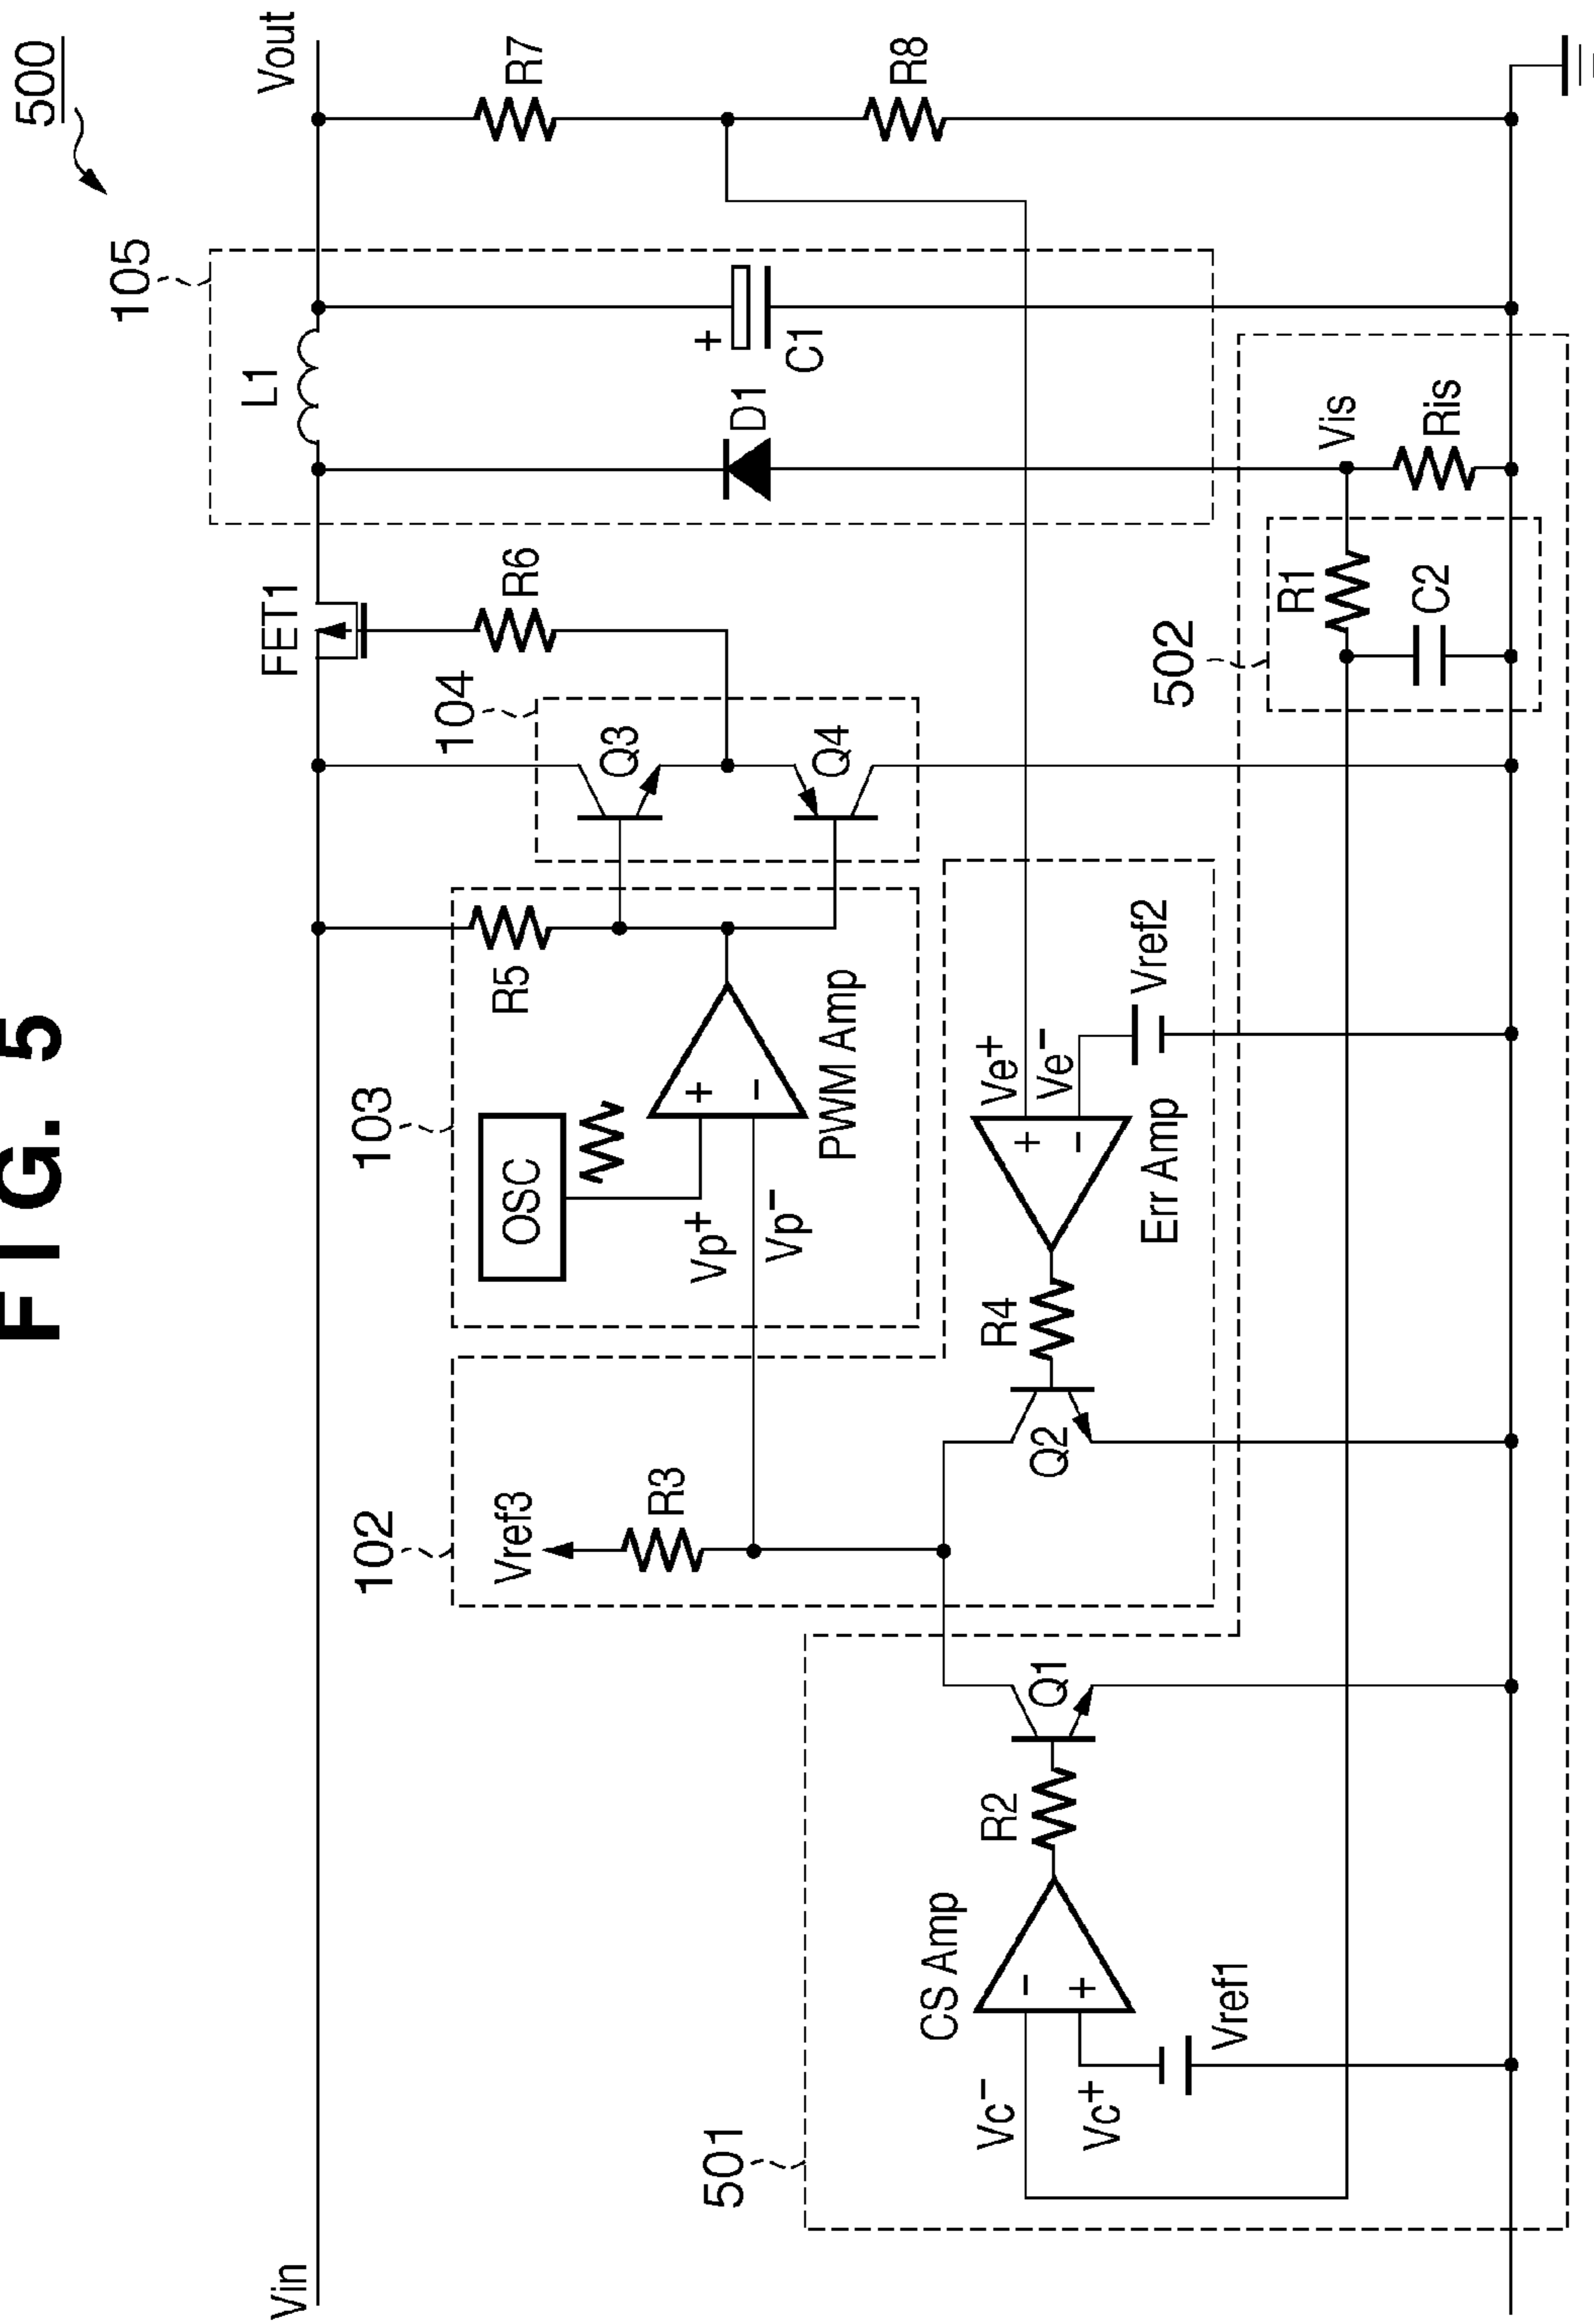 FIG. 5
500
Vin
Vout
105
L1
FET1
R7
R8
C1
+
D1
R6
104
Q3
Q4
103
R5
OSC
+
-
PWM Amp
Vp+
Vp-
102
Vref3
R3
Q2
R4
Err Amp
+
-
Ve+
Ve-
Vref2
501
CS Amp
-
+
Vc-
Vc+
Vref1
R2
Q1
502
R1
C2
Vis
Ris